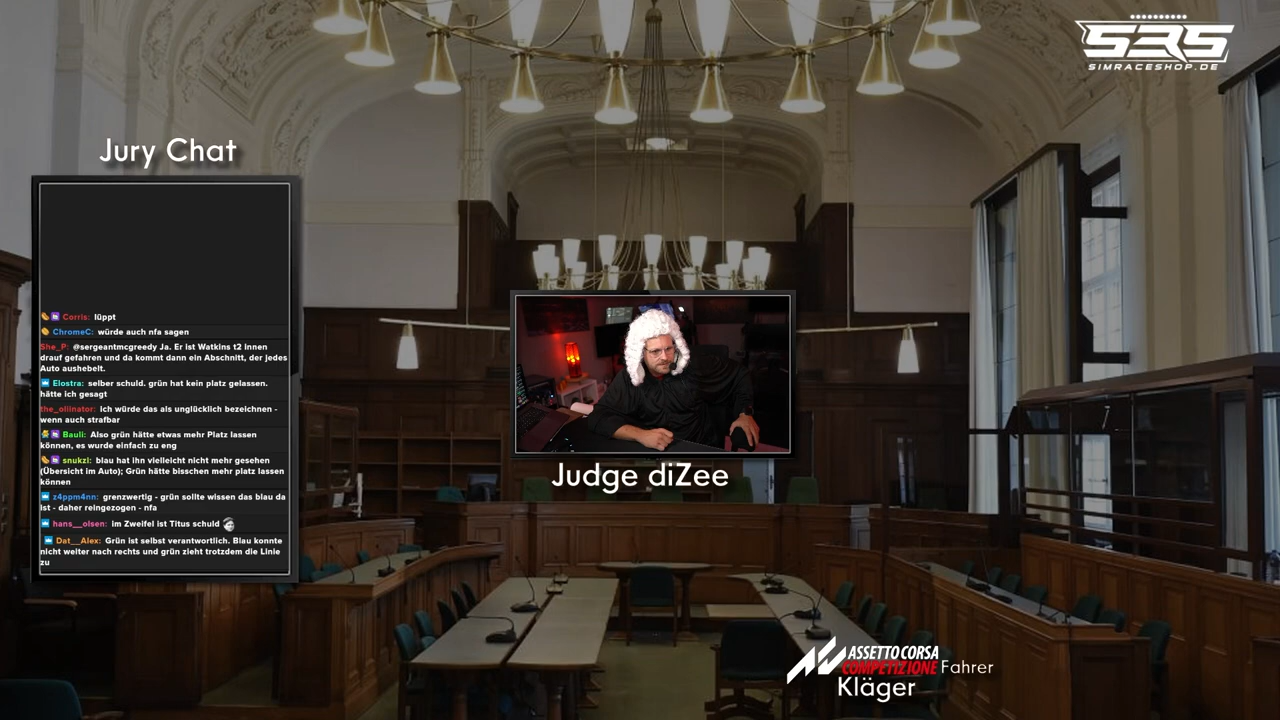 SRS
SIMRACESHOP.DE
Jury Chat
Corris: lüppt
ChromeC: würde auch nfa sagen
She_P: @sergeantmcgreedy Ja. Er ist Watkins t2 innen
drauf gefahren und da kommt dann ein Abschnitt, der jedes
Auto aushebelt.
Elostra: selber schuld. grün hat kein platz gelassen.
hätte ich gesagt
the_ollinator: Ich würde das als unglücklich bezeichnen -
wenn auch strafbar
Bauli: Also grün hätte etwas mehr Platz lassen
können, es wurde einfach zu eng
snukzl: blau hat ihn vielleicht nicht mehr gesehen
(Übersicht im Auto); Grün hätte bisschen mehr platz lassen
können
z4ppm4nn: grenzwertig - grün sollte wissen das blau da
ist - daher reingezogen - nfa
hans__olsen: im Zweifel ist Titus schuld
Dat__Alex: Grün ist selbst verantwortlich. Blau konnte
nicht weiter nach rechts und grün zieht trotzdem die Linie
zu
Judge diZee
ASSETTO CORSA
COMPETIZIONE Fahrer
Kläger